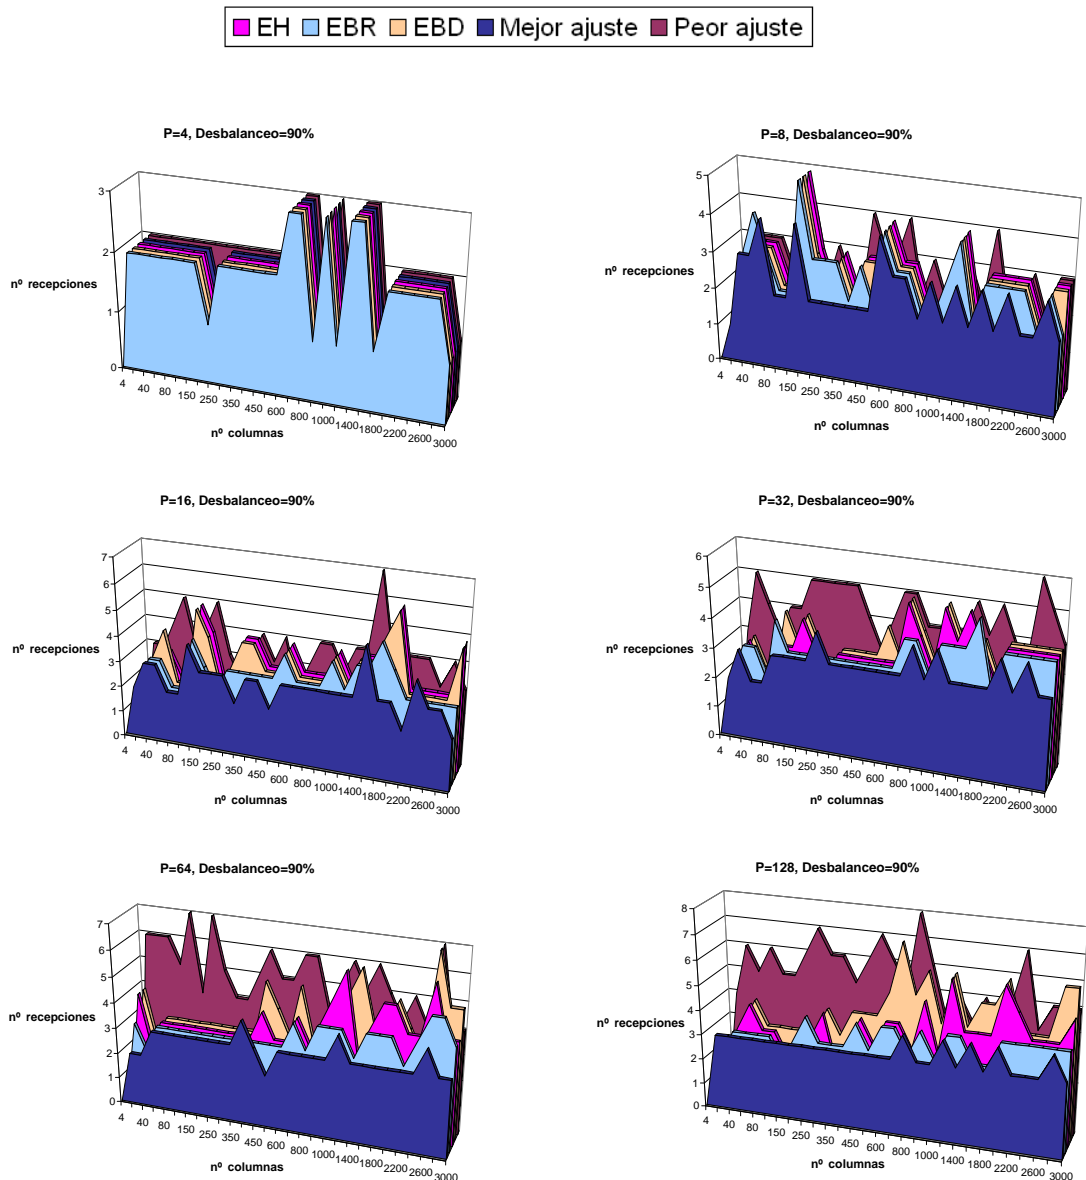 EH EBR EBD Mejor ajuste Peor ajuste
P=4, Desbalanceo=90%
3
2
nº recepciones
1
0
4 40 80 150 250 350 450 600 800 1000 1400 1800 2200 2600 3000
nº columnas
P=8, Desbalanceo=90%
5
4
3
nº recepciones
2
1
0
4 40 80 150 250 350 450 600 800 1000 1400 1800 2200 2600 3000
nº columnas
P=16, Desbalanceo=90%
7
6
5
4
nº recepciones
3
2
1
0
4 40 80 150 250 350 450 600 800 1000 1400 1800 2200 2600 3000
nº columnas
P=32, Desbalanceo=90%
6
5
4
nº recepciones
3
2
1
0
4 40 80 150 250 350 450 600 800 1000 1400 1800 2200 2600 3000
nº columnas
P=64, Desbalanceo=90%
7
6
5
4
nº recepciones
3
2
1
0
4 40 80 150 250 350 450 600 800 1000 1400 1800 2200 2600 3000
nº columnas
P=128, Desbalanceo=90%
8
7
6
5
4
nº recepciones
3
2
1
0
4 40 80 150 250 350 450 600 800 1000 1400 1800 2200 2600 3000
nº columnas